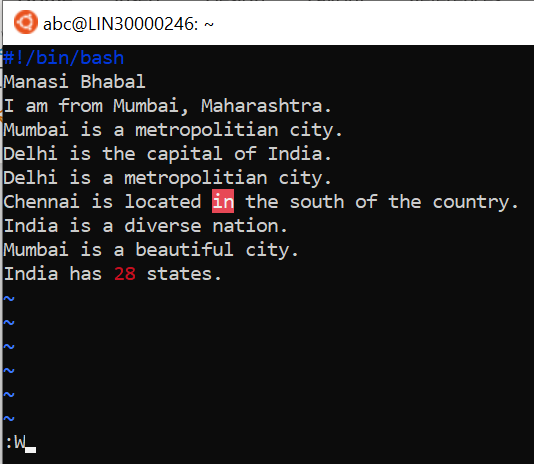 abc@LIN30000246: ~
#!/bin/bash
Manasi Bhabal
I am from Mumbai, Maharashtra.
Mumbai is a metropolitian city.
Delhi is the capital of India.
Delhi is a metropolitian city.
Chennai is located in the south of the country.
India is a diverse nation.
Mumbai is a beautiful city.
India has 28 states.
~
~
~
~
~
~
:W